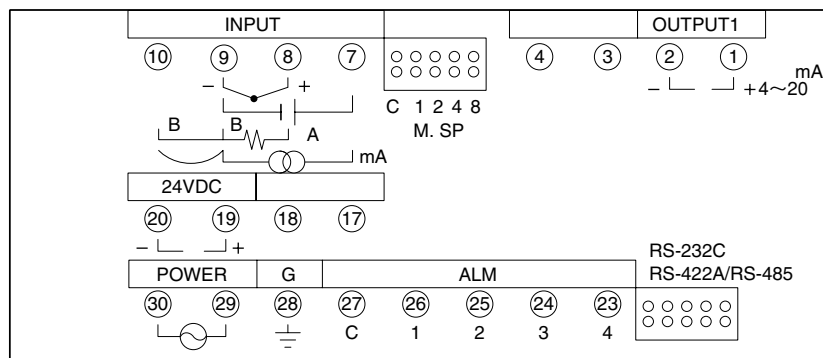 INPUT OUTPUT1
10 9 8 7 4 3 2 1
- + - + 4～20 mA
C 1 2 4 8
M. SP
B B A
mA
24VDC
20 19 18 17
- +
RS-232C
RS-422A/RS-485
POWER G ALM
30 29 28 27 26 25 24 23
C 1 2 3 4